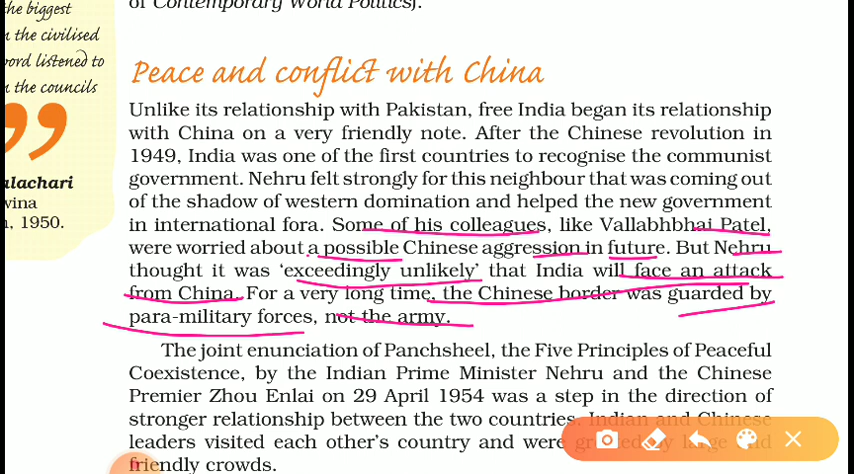 of Contemporary World Politics).
the biggest
the civilised
word listened to
the councils
alachari
vina
1950.
Peace and conflict with China
Unlike its relationship with Pakistan, free India began its relationship
with China on a very friendly note. After the Chinese revolution in
1949, India was one of the first countries to recognise the communist
government. Nehru felt strongly for this neighbour that was coming out
of the shadow of western domination and helped the new government
in international fora. Some of his colleagues, like Vallabhbhai Patel,
were worried about a possible Chinese aggression in future. But Nehru
thought it was ‘exceedingly unlikely’ that India will face an attack
from China. For a very long time, the Chinese border was guarded by
para-military forces, not the army.
The joint enunciation of Panchsheel, the Five Principles of Peaceful
Coexistence, by the Indian Prime Minister Nehru and the Chinese
Premier Zhou Enlai on 29 April 1954 was a step in the direction of
stronger relationship between the two countries. Indian and Chinese
leaders visited each other’s country and were greeted by large and
friendly crowds.